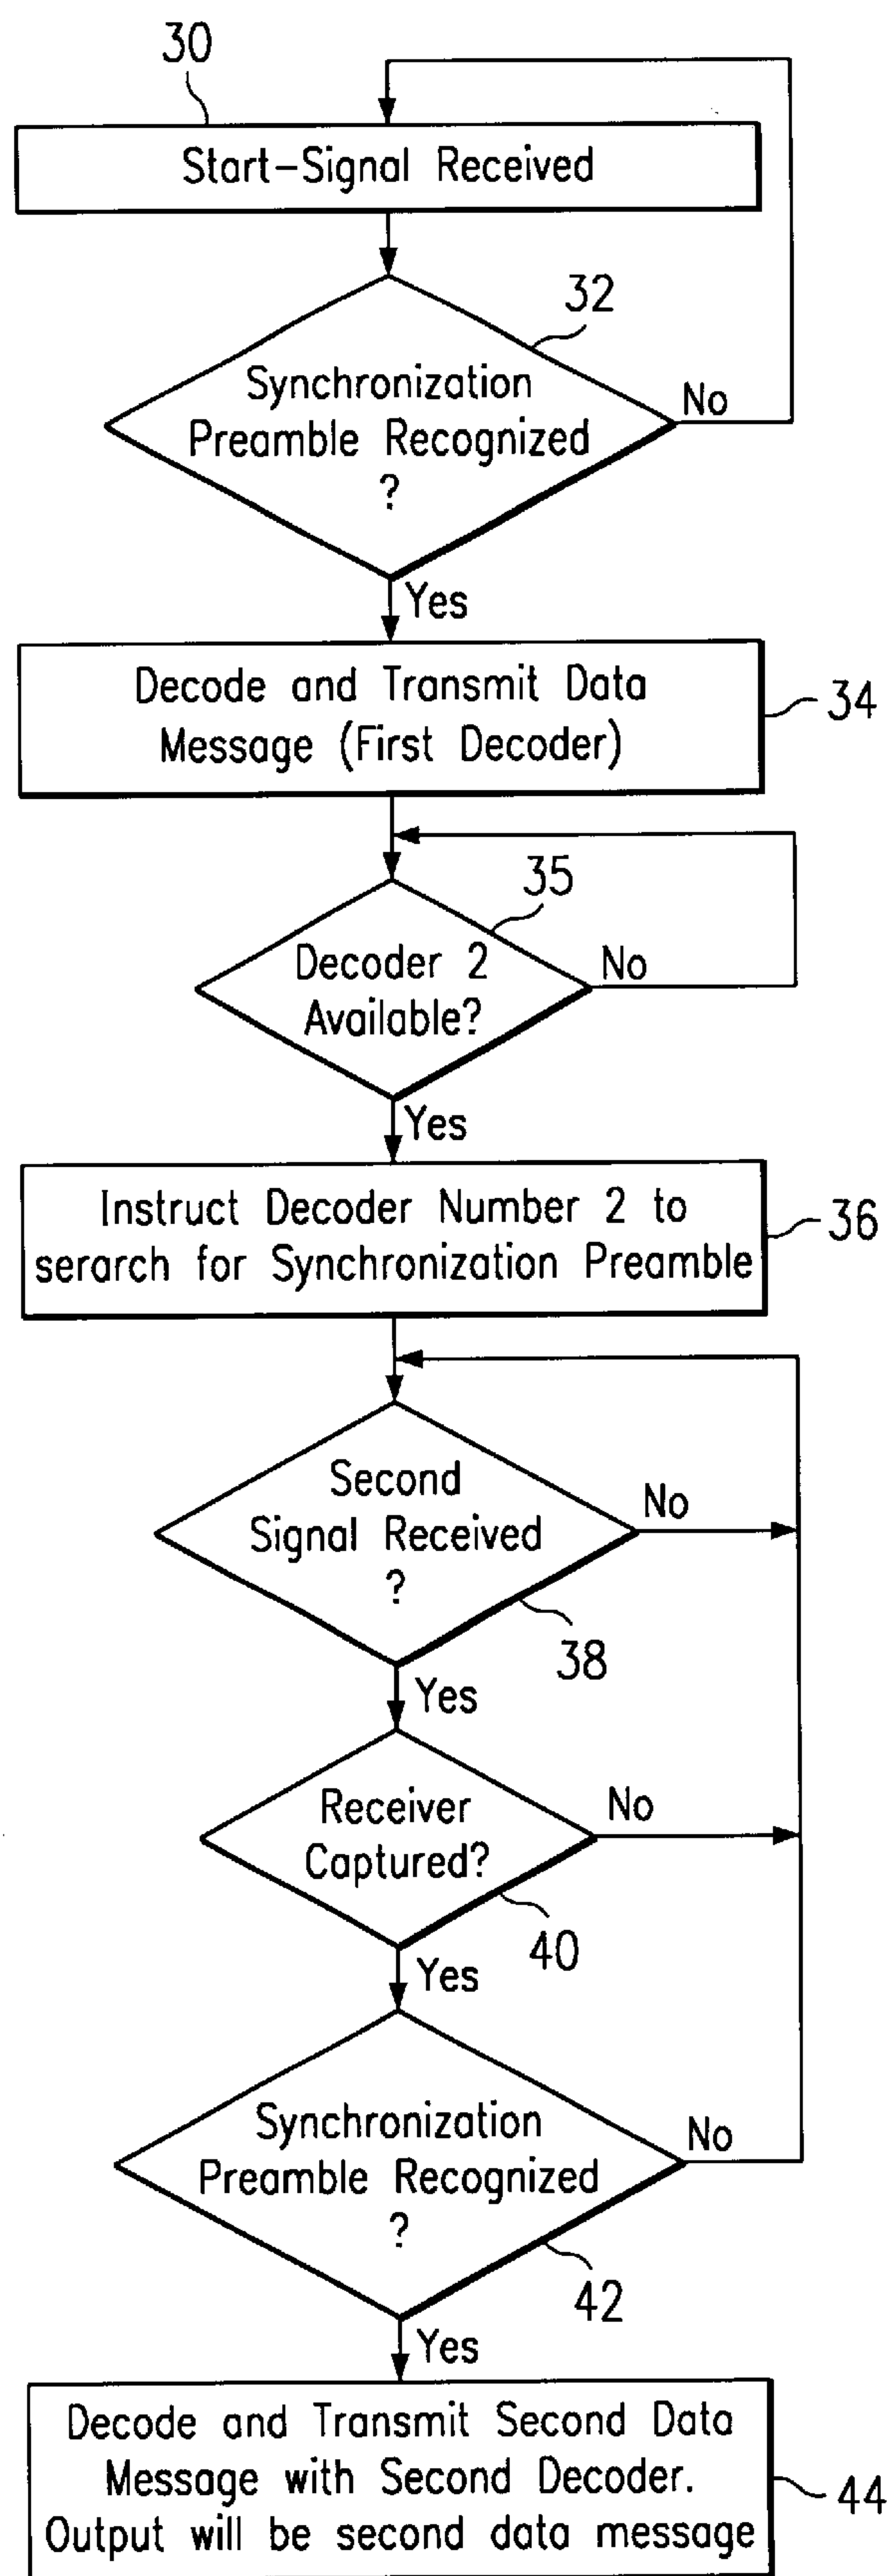 30
Start-Signal Received
32
Synchronization
Preamble Recognized
?
No
Yes
Decode and Transmit Data
Message (First Decoder)
34
35
Decoder 2
Available?
No
Yes
Instruct Decoder Number 2 to
serarch for Synchronization Preamble
36
Second
Signal Received
?
No
38
Yes
Receiver
Captured?
No
40
Yes
Synchronization
Preamble Recognized
?
No
42
Yes
Decode and Transmit Second Data
Message with Second Decoder.
Output will be second data message
44